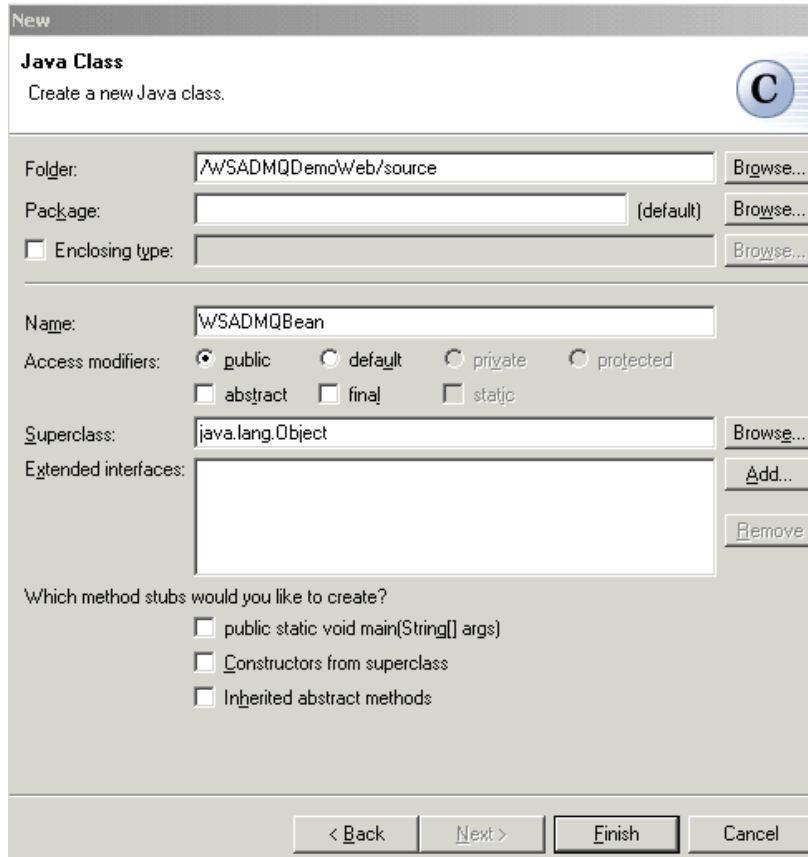 New
Java Class
Create a new Java class.
C
Folder: /WSADMQDemoWeb/source Browse...
Package: (default) Browse...
Enclosing type: Browse...
Name: WSADMQBean
Access modifiers: public default private protected
abstract final static
Superclass: java.lang.Object Browse...
Extended interfaces: Add...
Remove
Which method stubs would you like to create?
public static void main(String[] args)
Constructors from superclass
Inherited abstract methods
< Back Next > Finish Cancel